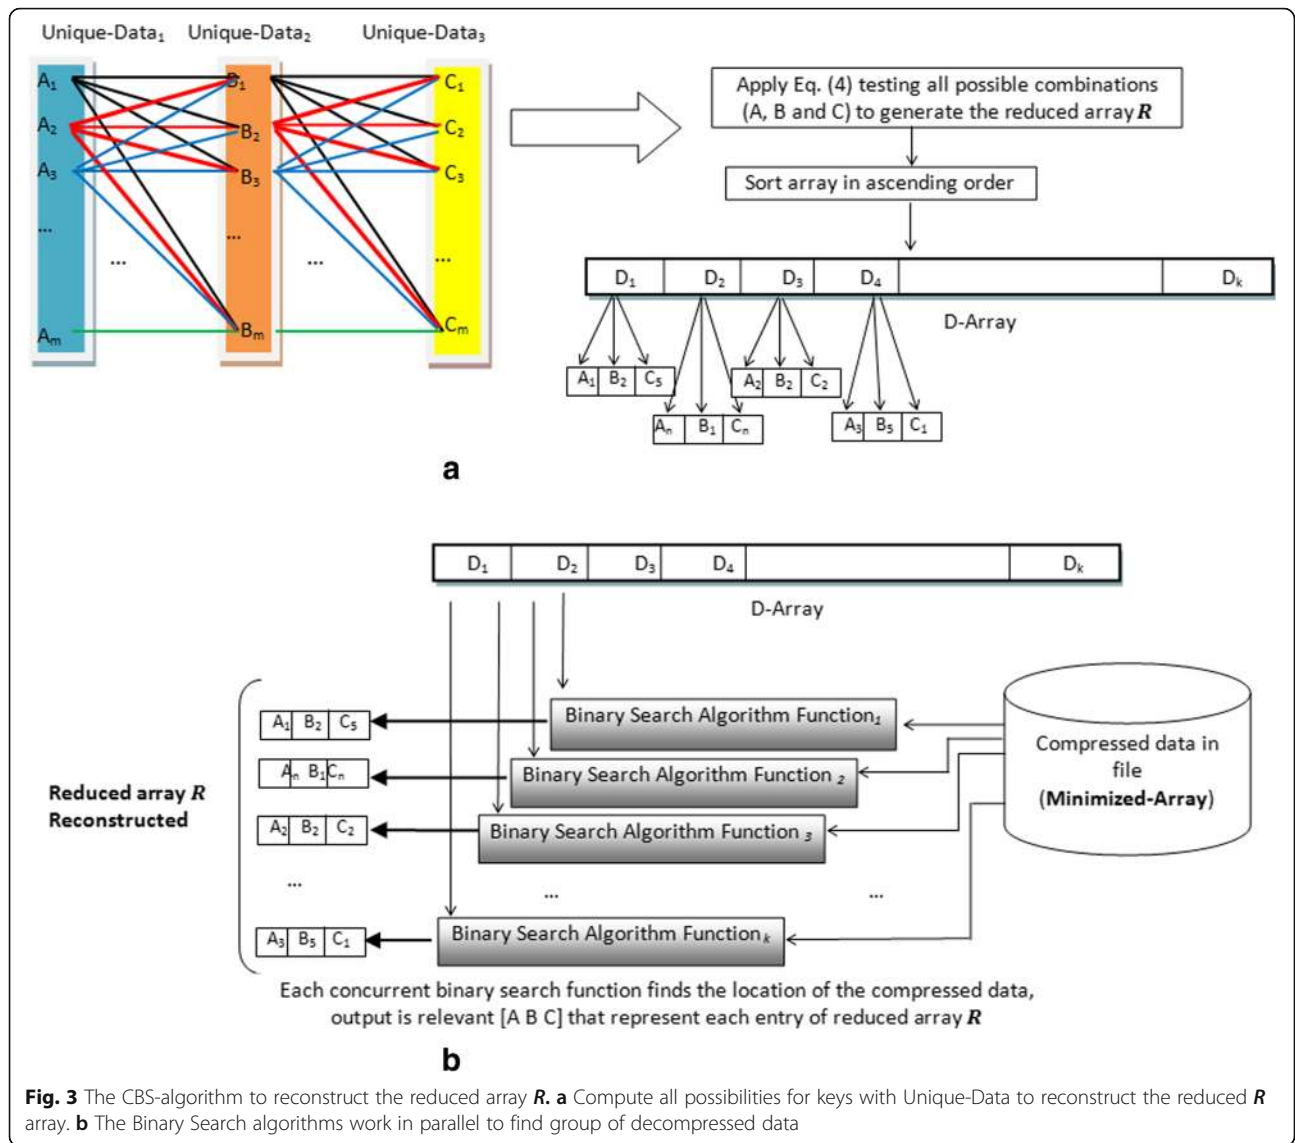 Unique-Data₁ Unique-Data₂ Unique-Data₃
A₁ B₁ C₁
A₂ B₂ C₂
A₃ B₃ C₃
... ... ...
... ...
Aₘ Bₘ Cₘ
Apply Eq. (4) testing all possible combinations
(A, B and C) to generate the reduced array R
Sort array in ascending order
D₁ D₂ D₃ D₄ Dₖ
D-Array
A₁ B₂ C₅
A₂ B₂ C₂
Aₙ B₁ Cₙ
A₃ B₅ C₁
a
D₁ D₂ D₃ D₄ Dₖ
D-Array
A₁ B₂ C₅
Binary Search Algorithm Function₁
Aₙ B₁ Cₙ
Binary Search Algorithm Function ₂
A₂ B₂ C₂
Binary Search Algorithm Function ₃
... ... ...
A₃ B₅ C₁
Binary Search Algorithm Functionₖ
Reduced array R
Reconstructed
Compressed data in
file
(Minimized-Array)
Each concurrent binary search function finds the location of the compressed data,
output is relevant [A B C] that represent each entry of reduced array R
b
Fig. 3 The CBS-algorithm to reconstruct the reduced array R. a Compute all possibilities for keys with Unique-Data to reconstruct the reduced R
array. b The Binary Search algorithms work in parallel to find group of decompressed data